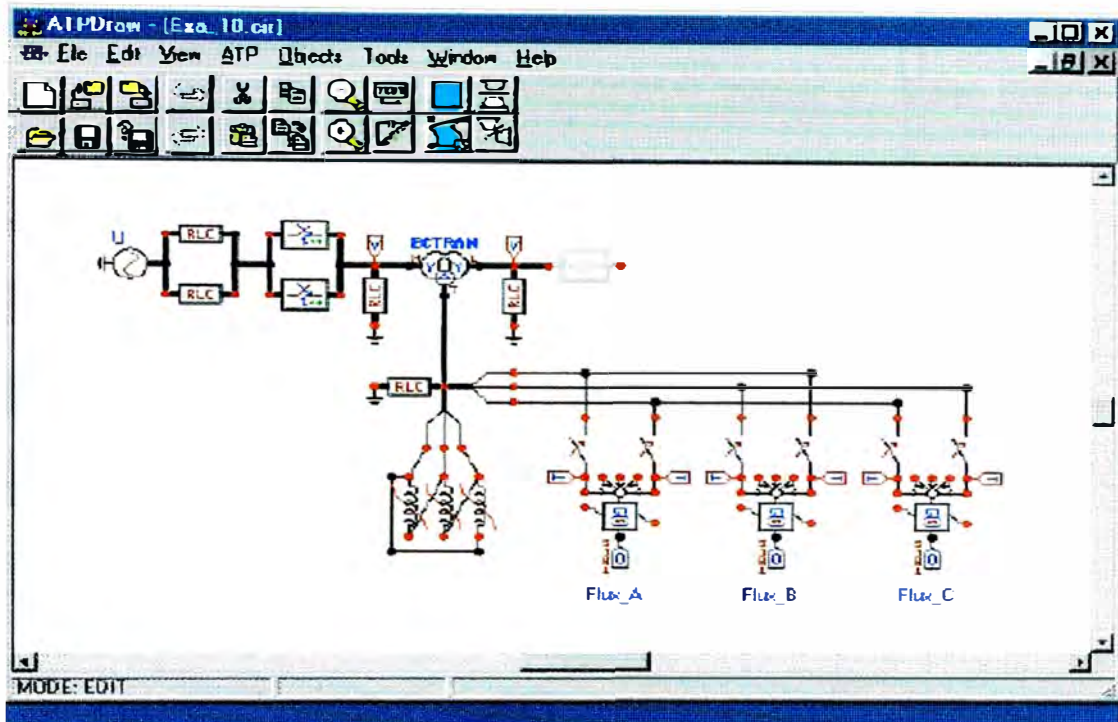 ATPDraw - [Exa_10.cir]
File Edit View ATP Objects Tools Window Help
U
RLC
RLC
V
BCTRAN
V
Y Y
RLC
RLC
RLC
T T T T T T
Flux_A Flux_B Flux_C
MODE: EDIT